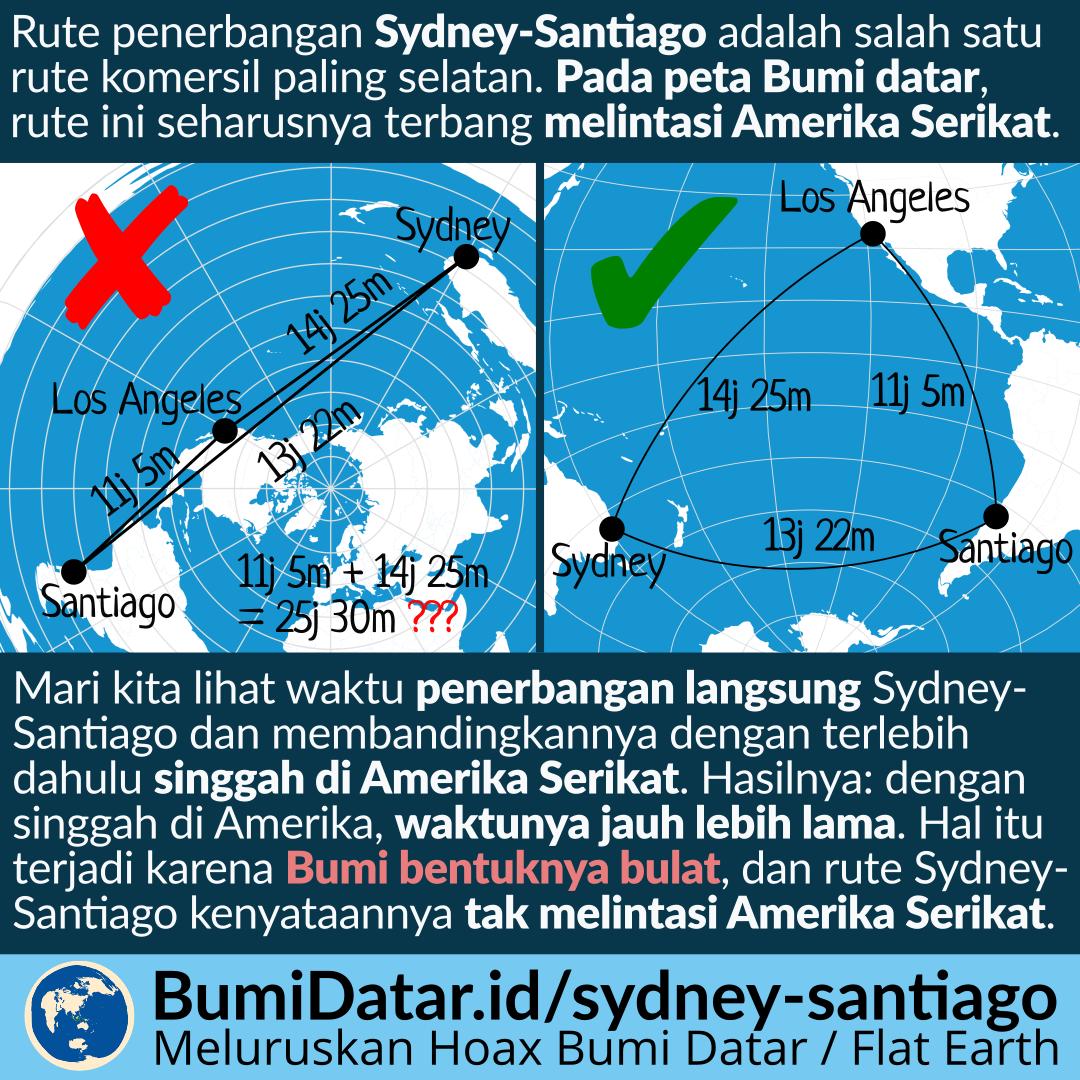 Rute penerbangan Sydney-Santiago adalah salah satu
rute komersil paling selatan. Pada peta Bumi datar,
rute ini seharusnya terbang melintasi Amerika Serikat.
Sydney
14j 25m
Los Angeles
13j 22m
11j 5m
Santiago
11j 5m + 14j 25m
= 25j 30m ???
Los Angeles
14j 25m
11j 5m
Sydney
13j 22m
Santiago
Mari kita lihat waktu penerbangan langsung Sydney-
Santiago dan membandingkannya dengan terlebih
dahulu singgah di Amerika Serikat. Hasilnya: dengan
singgah di Amerika, waktunya jauh lebih lama. Hal itu
terjadi karena Bumi bentuknya bulat, dan rute Sydney-
Santiago kenyataannya tak melintasi Amerika Serikat.
BumiDatar.id/sydney-santiago
Meluruskan Hoax Bumi Datar / Flat Earth